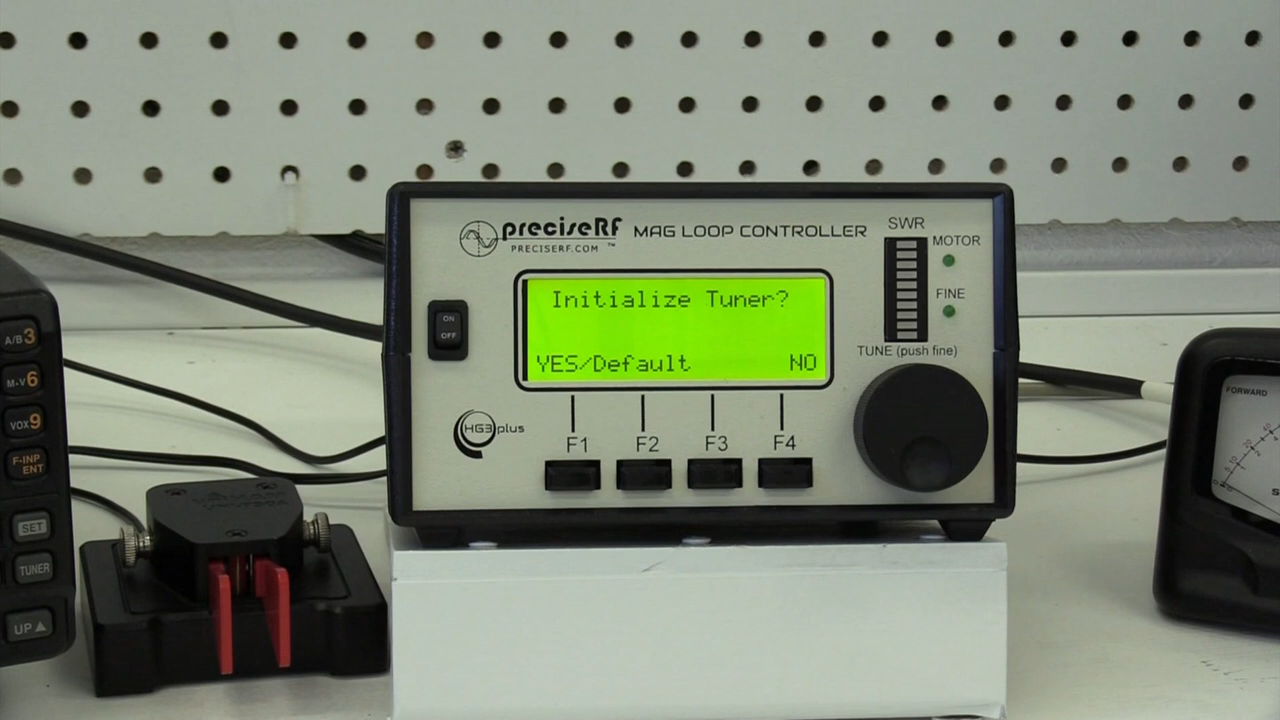 preciseRf MAG LOOP CONTROLLER
PRECISERF.COM ™
SWR
MOTOR
FINE
TUNE (push fine)
ON
OFF
Initialize Tuner?
YES/Default NO
HG3plus
F1 F2 F3 F4
A/B 3
M►V 6
VOX 9
F-INP
ENT
SET
TUNER
UP ▲
FORWARD